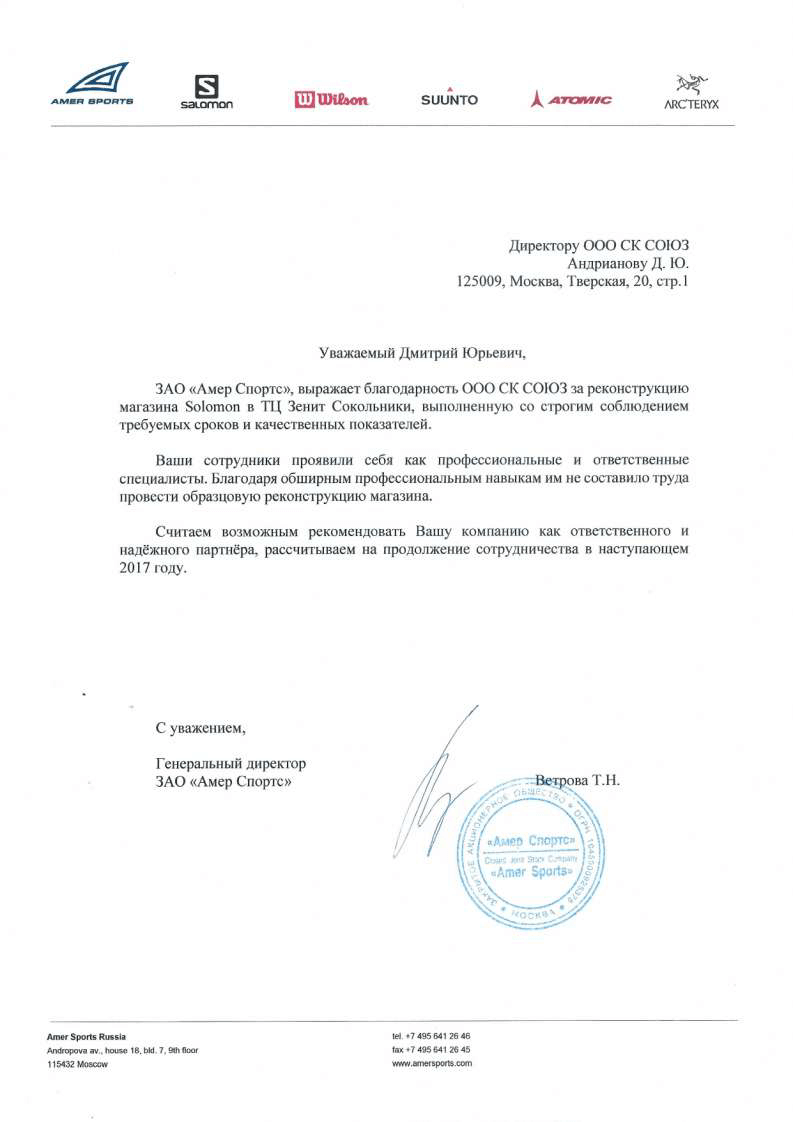 AMER SPORTS
SALOMON
W Wilson
SUUNTO
ATOMIC
ARC'TERYX
Директору ООО СК СОЮЗ
Андрианову Д. Ю.
125009, Москва, Тверская, 20, стр.1
Уважаемый Дмитрий Юрьевич,
ЗАО «Амер Спортс», выражает благодарность ООО СК СОЮЗ за реконструкцию
магазина Solomon в ТЦ Зенит Сокольники, выполненную со строгим соблюдением
требуемых сроков и качественных показателей.
Ваши сотрудники проявили себя как профессиональные и ответственные
специалисты. Благодаря обширным профессиональным навыкам им не составило труда
провести образцовую реконструкцию магазина.
Считаем возможным рекомендовать Вашу компанию как ответственного и
надёжного партнёра, рассчитываем на продолжение сотрудничества в наступающем
2017 году.
С уважением,
Генеральный директор
ЗАО «Амер Спортс»
Ветрова Т.Н.
ЗАКРЫТОЕ АКЦИОНЕРНОЕ ОБЩЕСТВО * ОГРН
* МОСКВА *
«Амер Спортс»
Closed Joint Stock Company
«Amer Sports»
Amer Sports Russia
Andropova av., house 18, bld. 7, 9th floor
115432 Moscow
tel. +7 495 641 26 46
fax +7 495 641 26 45
www.amersports.com